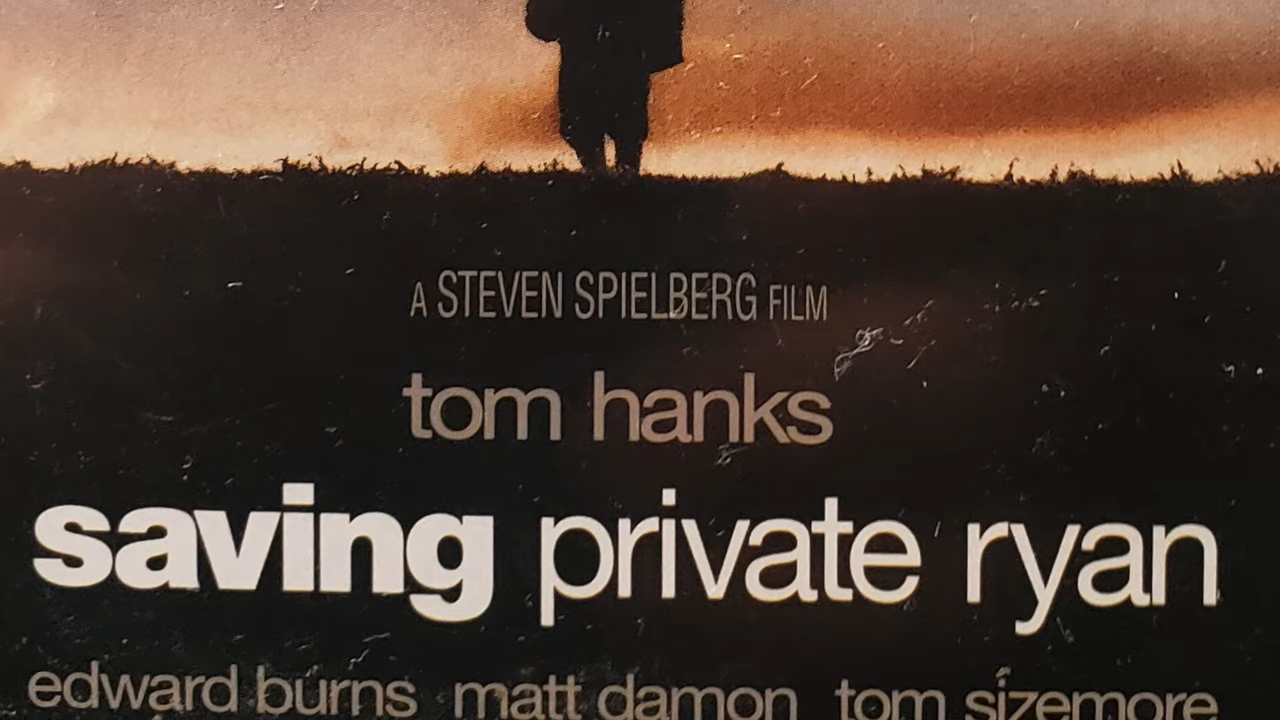 A STEVEN SPIELBERG FILM
tom hanks
saving private ryan
edward burns matt damon tom sizemore